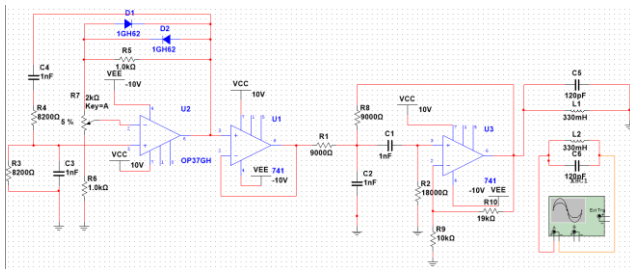 D1
1GH62
D2
1GH62
R5
1.0kΩ
C4
1nF
R7
2kΩ
Key=A
5 %
VEE
-10V
U2
OP37GH
VCC
10V
R4
8200Ω
R3
8200Ω
C3
1nF
R6
1.0kΩ
VCC
10V
U1
741
VEE
-10V
R1
9000Ω
R8
9000Ω
C1
1nF
C2
1nF
R2
18000Ω
VCC
10V
U3
741
-10V
VEE
R10
19kΩ
R9
10kΩ
C5
120pF
L1
330mH
L2
330mH
C6
120pF
XSC1
Ext Trig